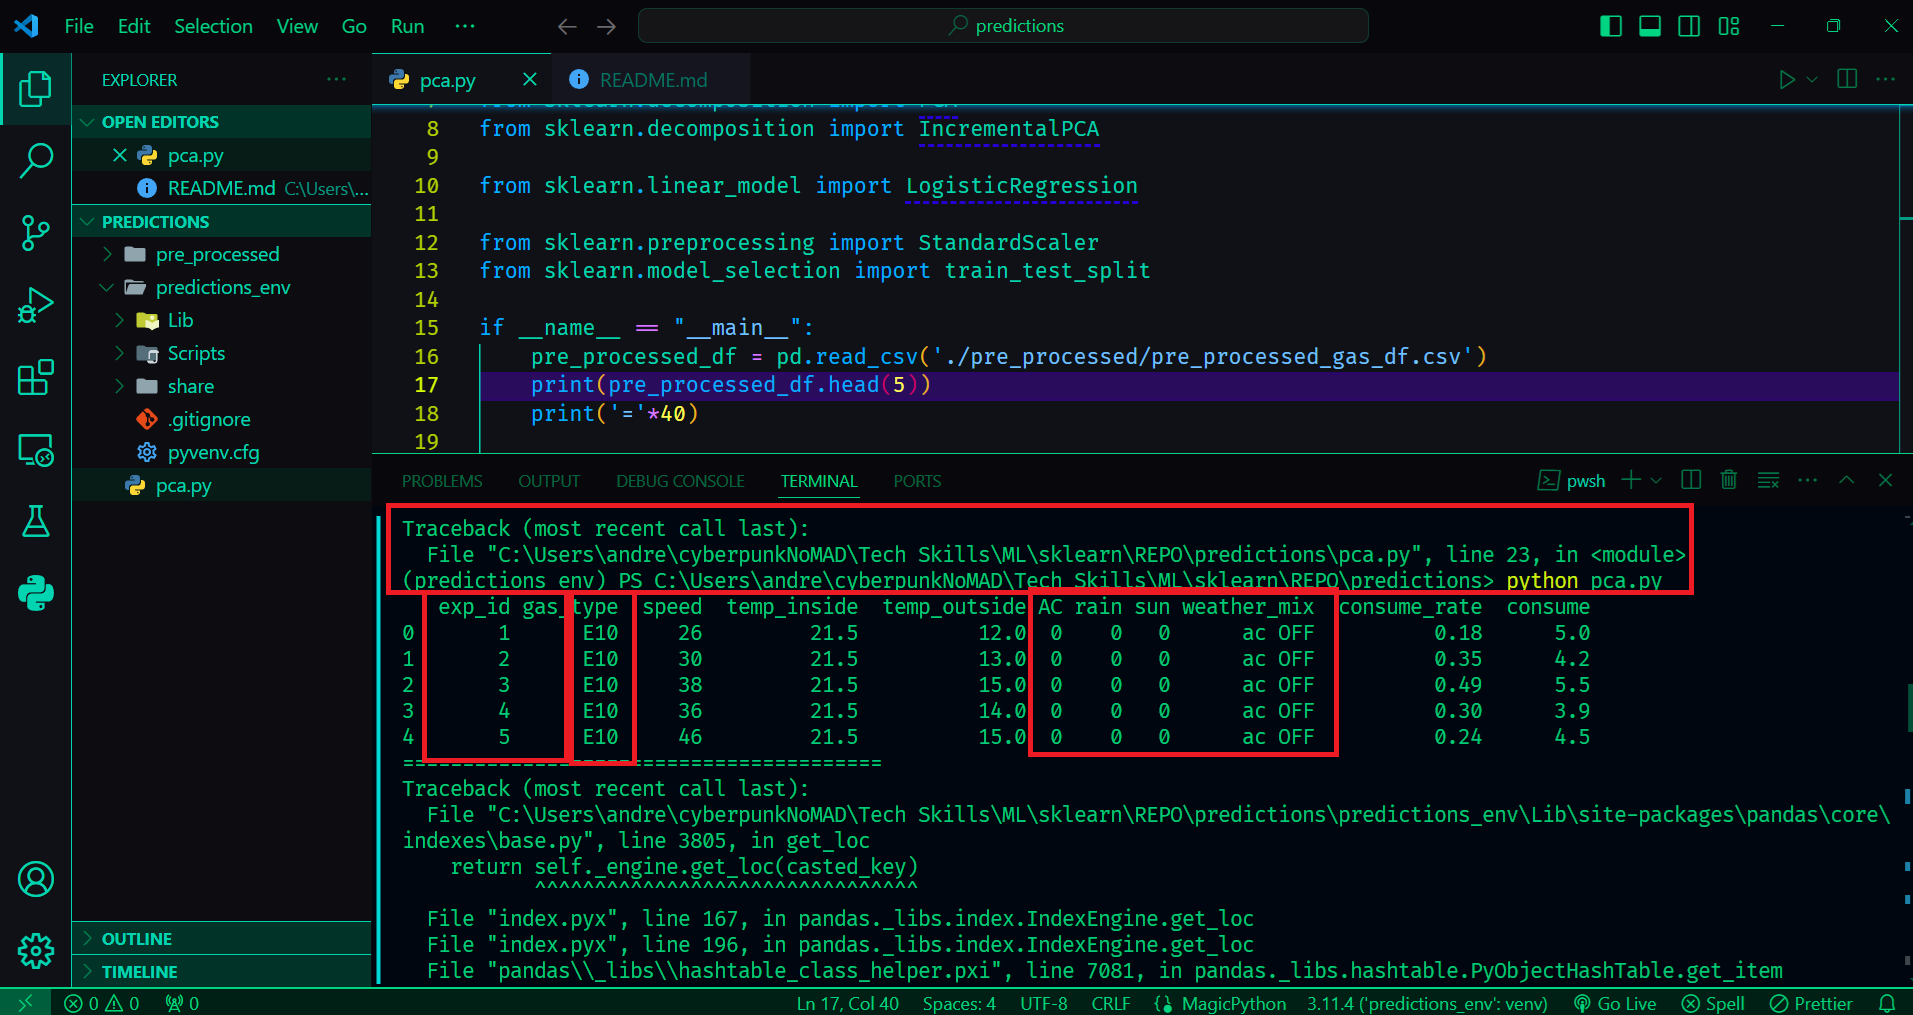 File Edit Selection View Go Run ··· predictions
EXPLORER ···
OPEN EDITORS
pca.py
README.md C:\Users\...
PREDICTIONS
pre_processed
predictions_env
Lib
Scripts
share
.gitignore
pyvenv.cfg
pca.py
OUTLINE
TIMELINE
pca.py README.md
8 from sklearn.decomposition import IncrementalPCA
9
10 from sklearn.linear_model import LogisticRegression
11
12 from sklearn.preprocessing import StandardScaler
13 from sklearn.model_selection import train_test_split
14
15 if __name__ == "__main__":
16 pre_processed_df = pd.read_csv('./pre_processed/pre_processed_gas_df.csv')
17 print(pre_processed_df.head(5))
18 print('='*40)
19
PROBLEMS OUTPUT DEBUG CONSOLE TERMINAL PORTS pwsh
Traceback (most recent call last):
File "C:\Users\andre\cyberpunkNoMAD\Tech Skills\ML\sklearn\REPO\predictions\pca.py", line 23, in <module>
(predictions_env) PS C:\Users\andre\cyberpunkNoMAD\Tech Skills\ML\sklearn\REPO\predictions> python pca.py
exp_id gas_type speed temp_inside temp_outside AC rain sun weather_mix consume_rate consume
0 1 E10 26 21.5 12.0 0 0 0 ac OFF 0.18 5.0
1 2 E10 30 21.5 13.0 0 0 0 ac OFF 0.35 4.2
2 3 E10 38 21.5 15.0 0 0 0 ac OFF 0.49 5.5
3 4 E10 36 21.5 14.0 0 0 0 ac OFF 0.30 3.9
4 5 E10 46 21.5 15.0 0 0 0 ac OFF 0.24 4.5
========================================
Traceback (most recent call last):
File "C:\Users\andre\cyberpunkNoMAD\Tech Skills\ML\sklearn\REPO\predictions\predictions_env\Lib\site-packages\pandas\core\
indexes\base.py", line 3805, in get_loc
return self._engine.get_loc(casted_key)
^^^^^^^^^^^^^^^^^^^^^^^^^^^^^^^^
File "index.pyx", line 167, in pandas._libs.index.IndexEngine.get_loc
File "index.pyx", line 196, in pandas._libs.index.IndexEngine.get_loc
File "pandas\\_libs\\hashtable_class_helper.pxi", line 7081, in pandas._libs.hashtable.PyObjectHashTable.get_item
0 0 0 Ln 17, Col 40 Spaces: 4 UTF-8 CRLF MagicPython 3.11.4 ('predictions_env': venv) Go Live Spell Prettier